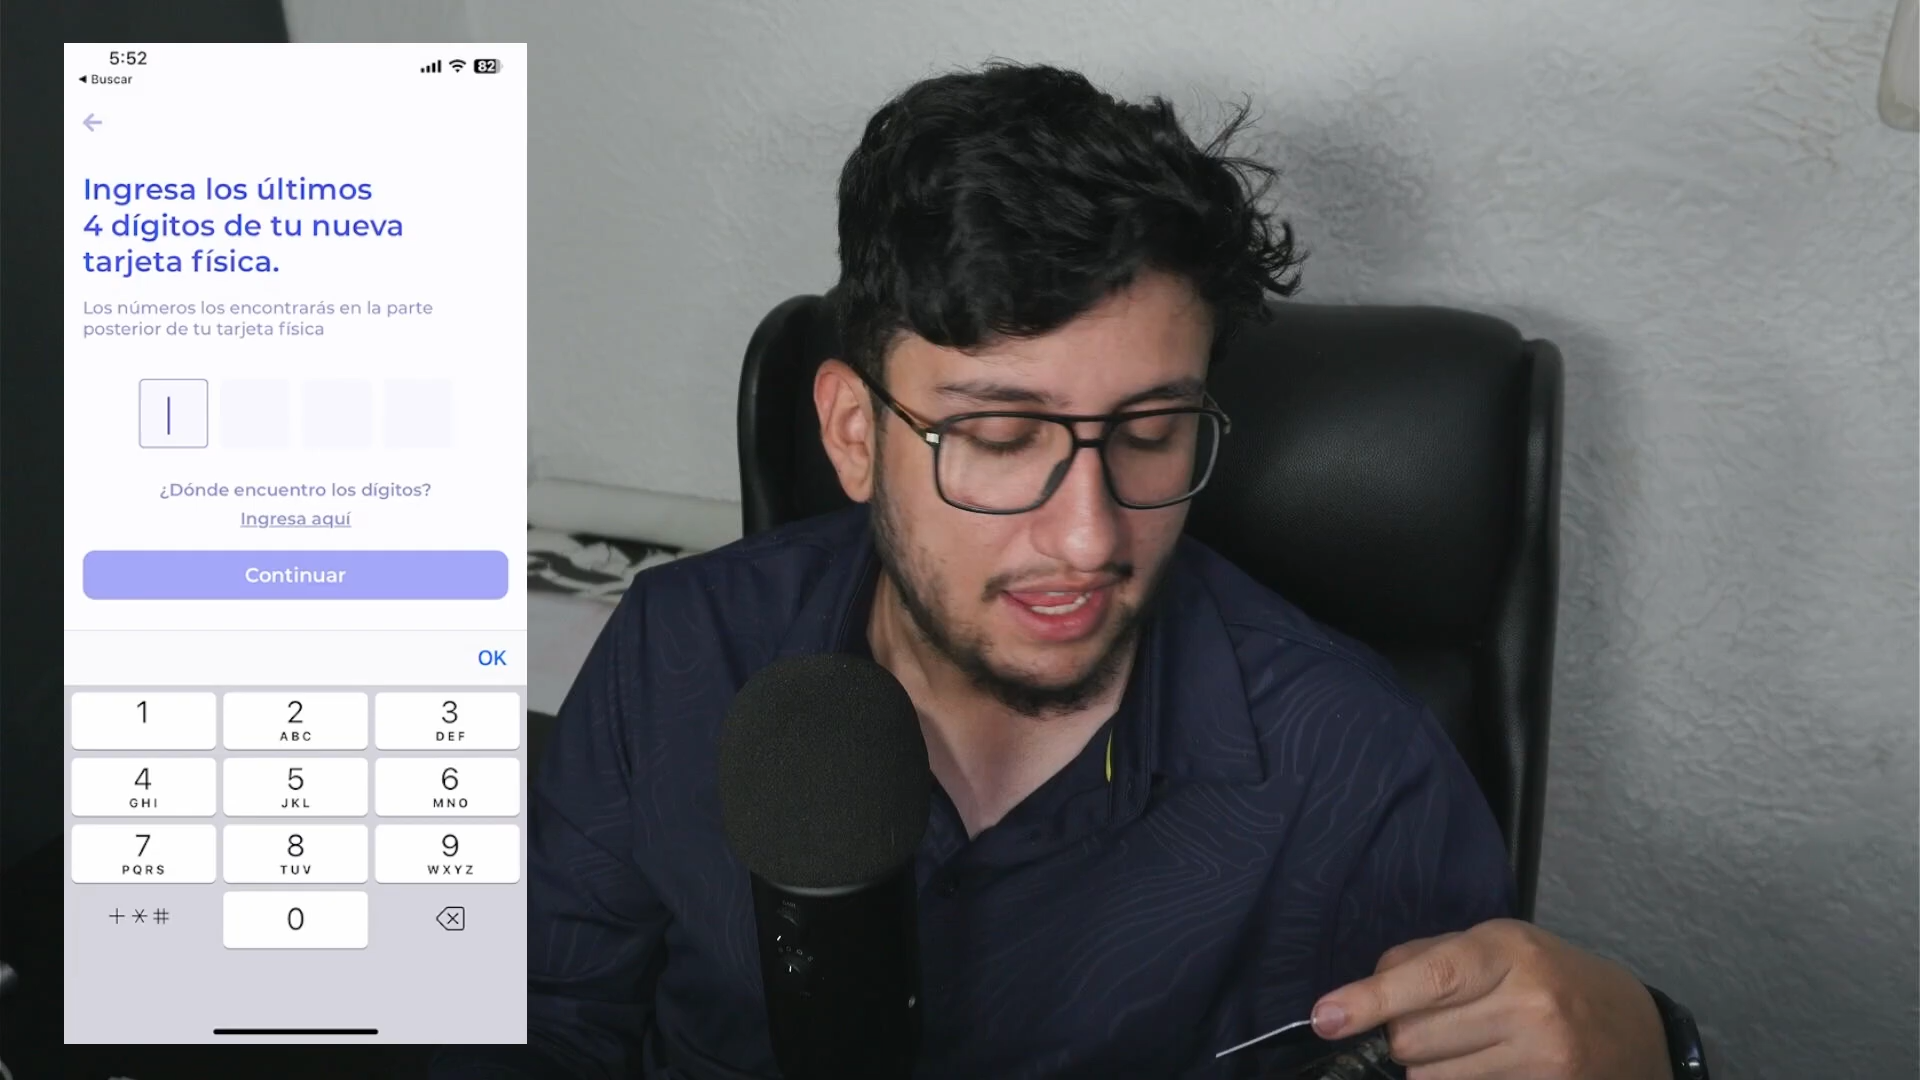 5:52
82
◀ Buscar
Ingresa los últimos
4 dígitos de tu nueva
tarjeta física.
Los números los encontrarás en la parte
posterior de tu tarjeta física
¿Dónde encuentro los dígitos?
Ingresa aquí
Continuar
OK
1
2
ABC
3
DEF
4
GHI
5
JKL
6
MNO
7
PQRS
8
TUV
9
WXYZ
+*#
0